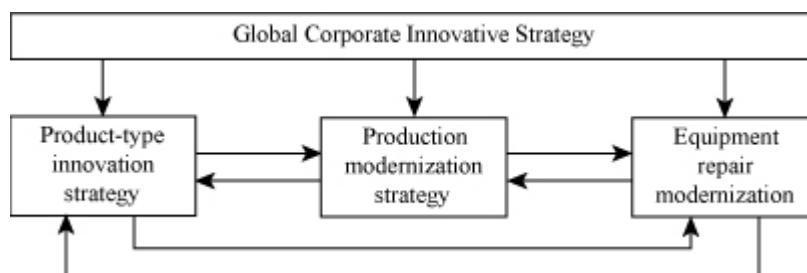 Global Corporate Innovative Strategy
Product-type
innovation
strategy
Production
modernization
strategy
Equipment
repair
modernization